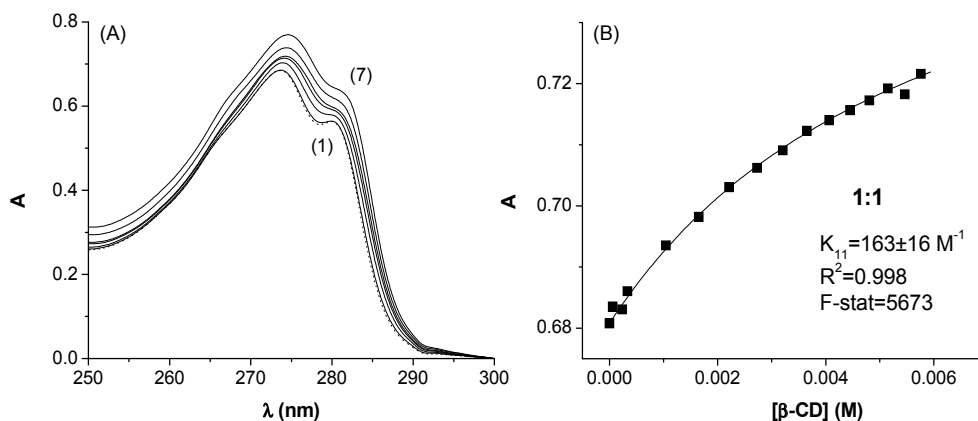 (A)
(7)
(1)
0.8
0.6
0.4
0.2
0.0
A
250 260 270 280 290 300
λ (nm)
(B)
0.72
0.70
0.68
A
1:1
K₁₁=163±16 M⁻¹
R²=0.998
F-stat=5673
0.000 0.002 0.004 0.006
[β-CD] (M)